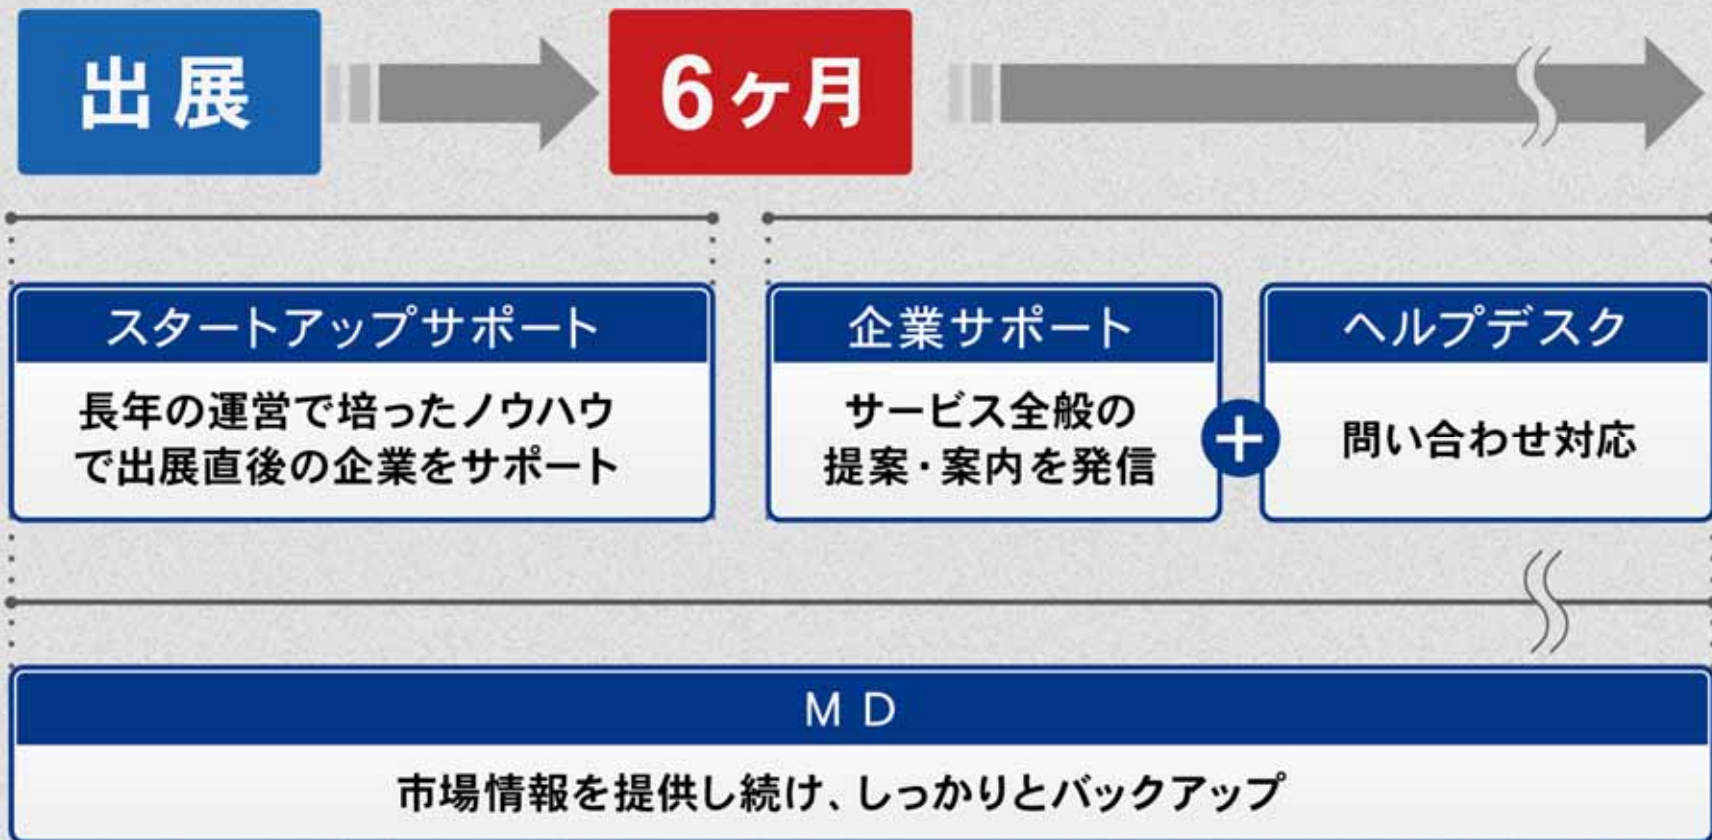 出展
6ヶ月
スタートアップサポート
長年の運営で培ったノウハウ
で出展直後の企業をサポート
企業サポート
サービス全般の
提案・案内を発信
+
ヘルプデスク
問い合わせ対応
MD
市場情報を提供し続け、しっかりとバックアップ